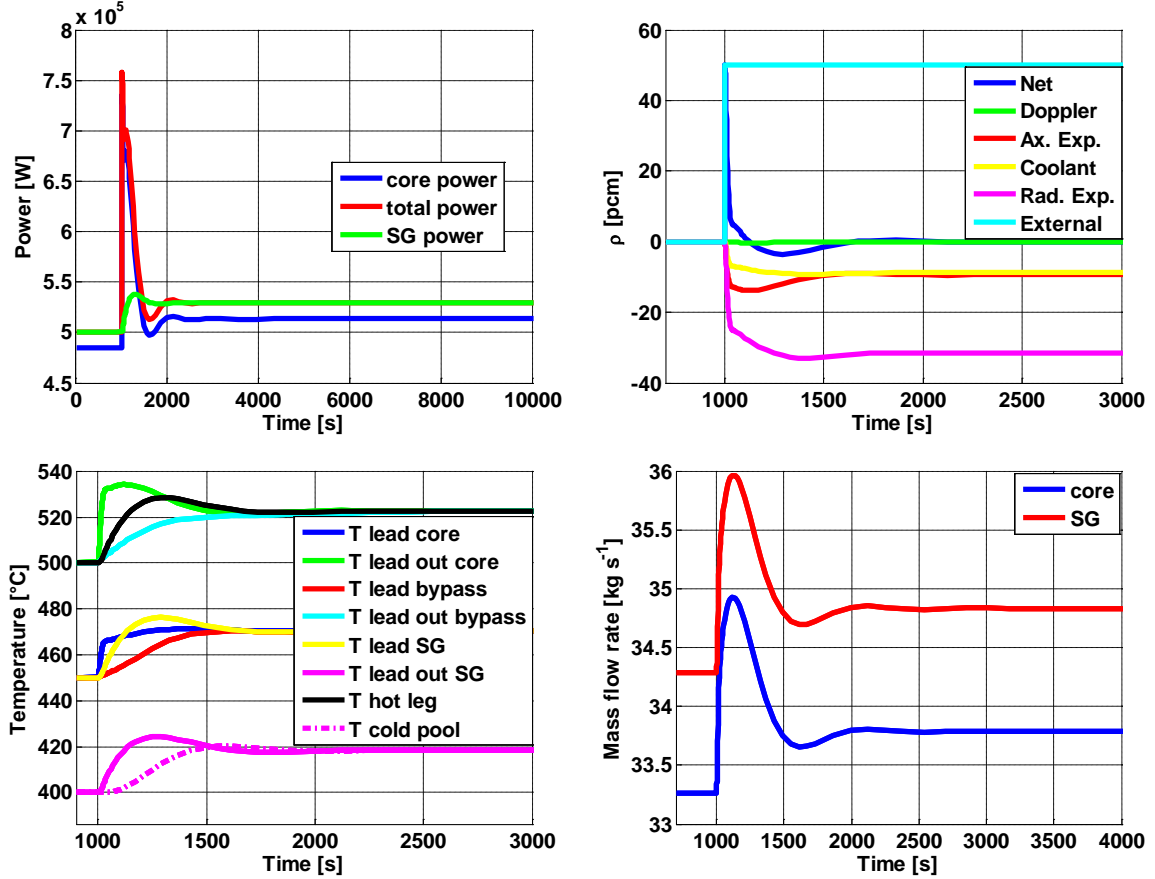 x 10⁵
8
7.5
7
6.5
6
5.5
5
4.5
Power [W]
core power
total power
SG power
0
2000
4000
6000
8000
10000
Time [s]
60
40
20
0
-20
-40
ρ [pcm]
Net
Doppler
Ax. Exp.
Coolant
Rad. Exp.
External
1000
1500
2000
2500
3000
Time [s]
540
520
500
480
460
440
420
400
Temperature [°C]
T lead core
T lead out core
T lead bypass
T lead out bypass
T lead SG
T lead out SG
T hot leg
T cold pool
1000
1500
2000
2500
3000
Time [s]
36
35.5
35
34.5
34
33.5
33
Mass flow rate [kg s⁻¹]
core
SG
1000
1500
2000
2500
3000
3500
4000
Time [s]